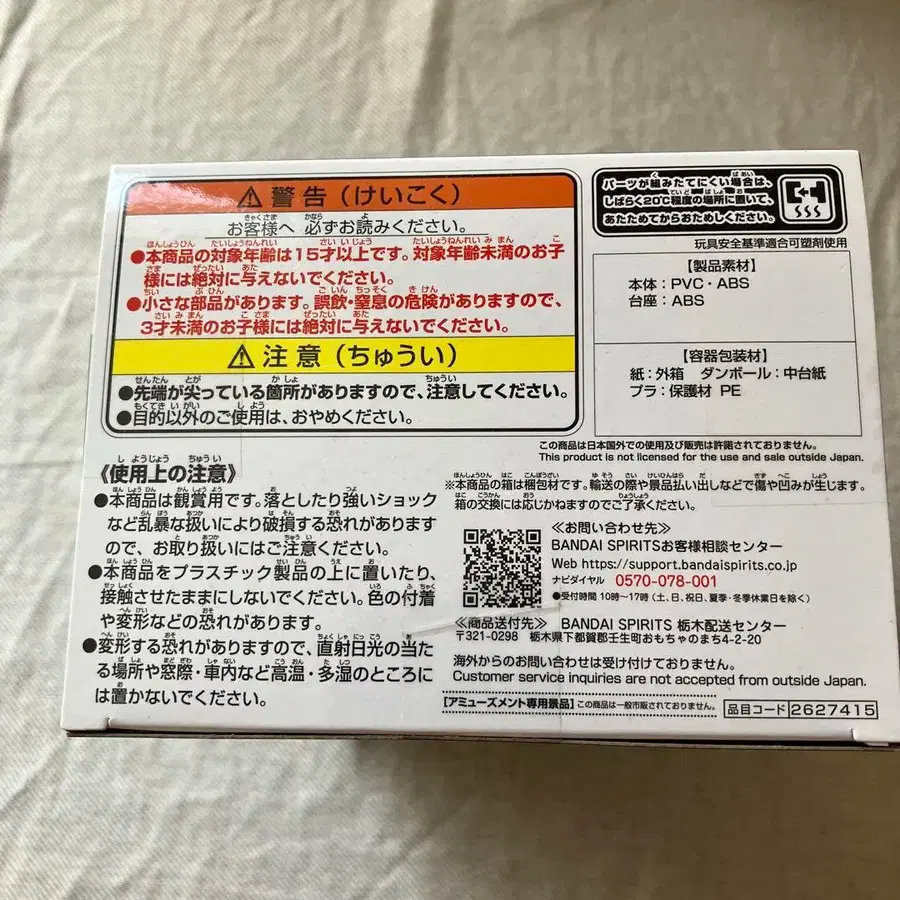 ⚠警告（けいこく）
お客様へ 必ずお読みください。
●本商品の対象年齢は15才以上です。対象年齢未満のお子
様には絶対に与えないでください。
●小さな部品があります。誤飲・窒息の危険がありますので、
3才未満のお子様には絶対に与えないでください。
⚠注意（ちゅうい）
●先端が尖っている箇所がありますので、注意してください。
●目的以外のご使用は、おやめください。
《使用上の注意》
●本商品は観賞用です。落としたり強いショック
など乱暴な扱いにより破損する恐れがあります
ので、お取り扱いにはご注意ください。
●本商品をプラスチック製品の上に置いたり、
接触させたままにしないでください。色の付着
や変形などの恐れがあります。
●変形する恐れがありますので、直射日光の当た
る場所や窓際・車内など高温・多湿のところに
は置かないでください。
パーツが組みたてにくい場合は、
しばらく20℃程度の場所に置いて、
あたためてからおためしください。
玩具安全基準適合可塑剤使用
【製品素材】
本体：PVC・ABS
台座：ABS
【容器包装材】
紙：外箱 ダンボール：中台紙
プラ：保護材 PE
この商品は日本国外での使用及び販売は許諾されておりません。
This product is not licensed for the use and sale outside Japan.
※本商品の箱は梱包材です。輸送の際や景品払い出しなどで傷や凹みが生じます。
箱の交換には応じかねますのでご了承ください。
≪お問い合わせ先≫
BANDAI SPIRITSお客様相談センター
Web https://support.bandaispirits.co.jp
ナビダイヤル 0570-078-001
●受付時間 10時〜17時（土、日、祝日、夏季・冬季休業日を除く）
≪商品送付先≫ BANDAI SPIRITS 栃木配送センター
〒321-0298 栃木県下都賀郡壬生町おもちゃのまち4-2-20
海外からのお問い合わせは受け付けておりません。
Customer service inquiries are not accepted from outside Japan.
【アミューズメント専用景品】この商品は一般市販されておりません。
品目コード 2627415